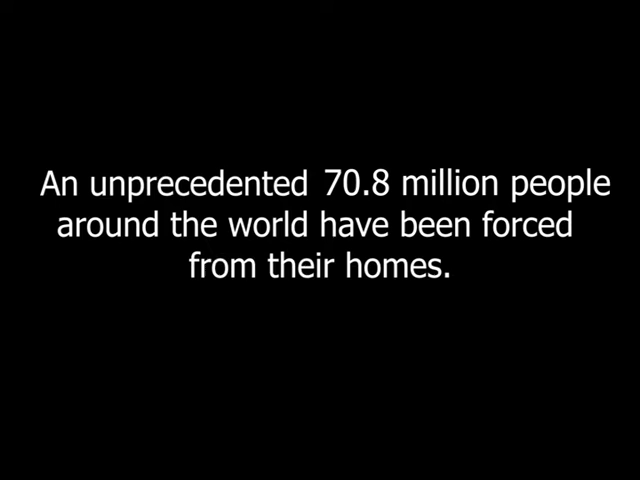 An unprecedented 70.8 million people
around the world have been forced
from their homes.